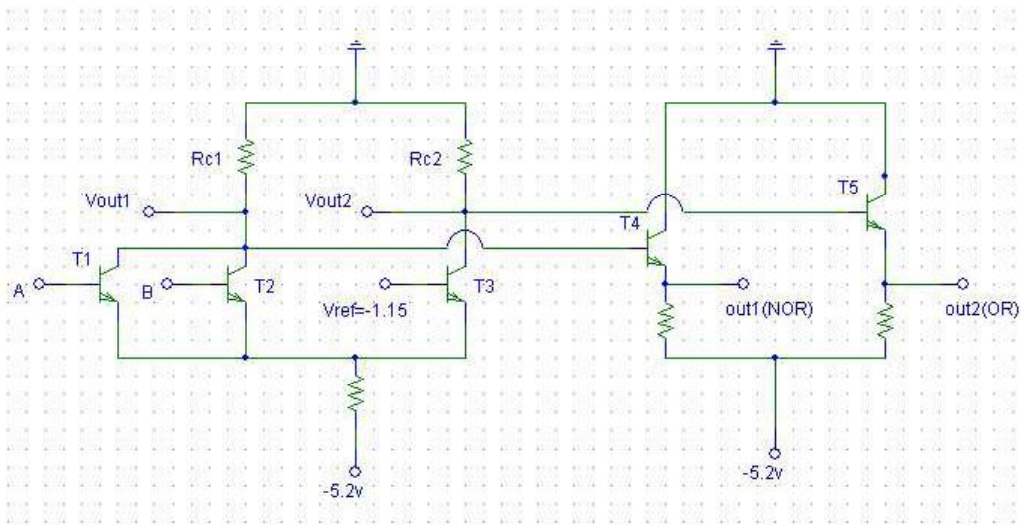 Rc1
Rc2
Vout1
Vout2
T5
T4
T1
A
B
T2
T3
Vref=-1.15
out1(NOR)
out2(OR)
-5.2v
-5.2v